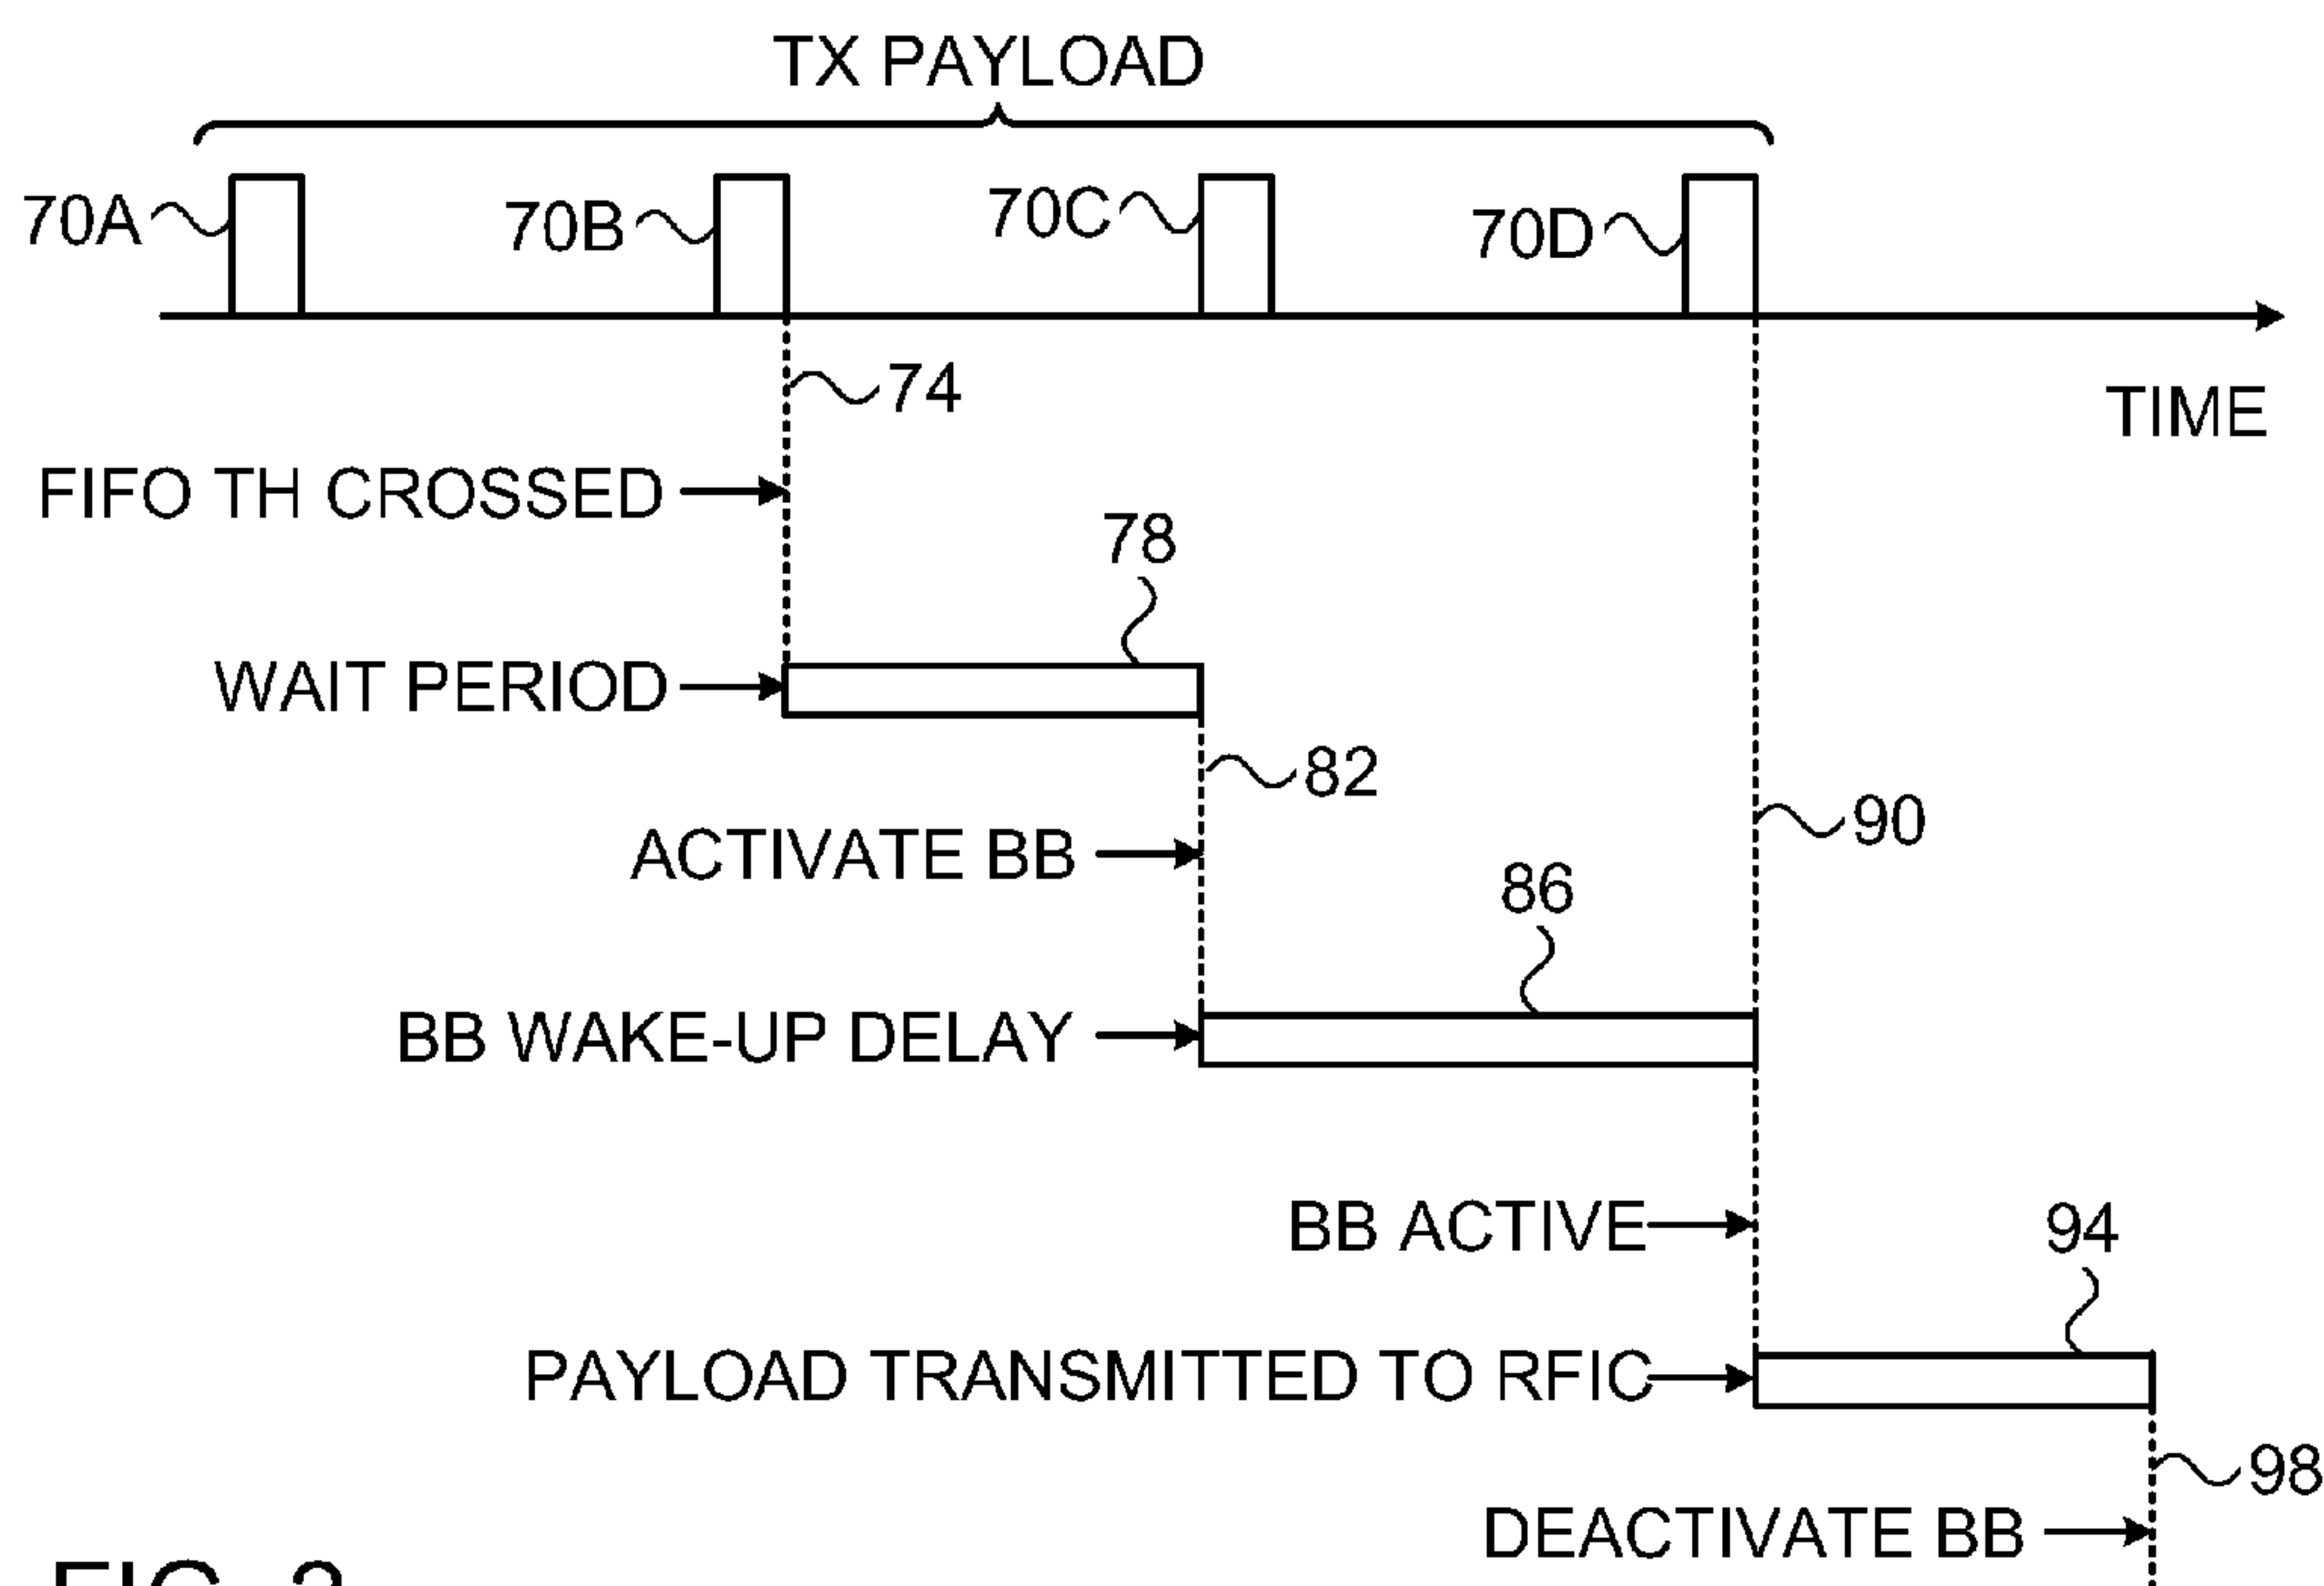 TX PAYLOAD
70A
70B
70C
70D
74
TIME
FIFO TH CROSSED
78
WAIT PERIOD
82
ACTIVATE BB
90
86
BB WAKE-UP DELAY
BB ACTIVE
94
PAYLOAD TRANSMITTED TO RFIC
98
DEACTIVATE BB